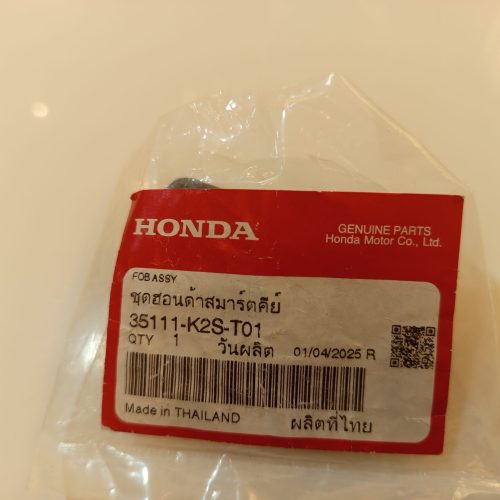 HONDA
GENUINE PARTS
Honda Motor Co., Ltd.
FOB ASSY
ชุดฮอนด้าสมาร์ตคีย์
35111-K2S-T01
QTY 1 วันผลิต 01/04/2025 R
Made in THAILAND ผลิตที่ไทย